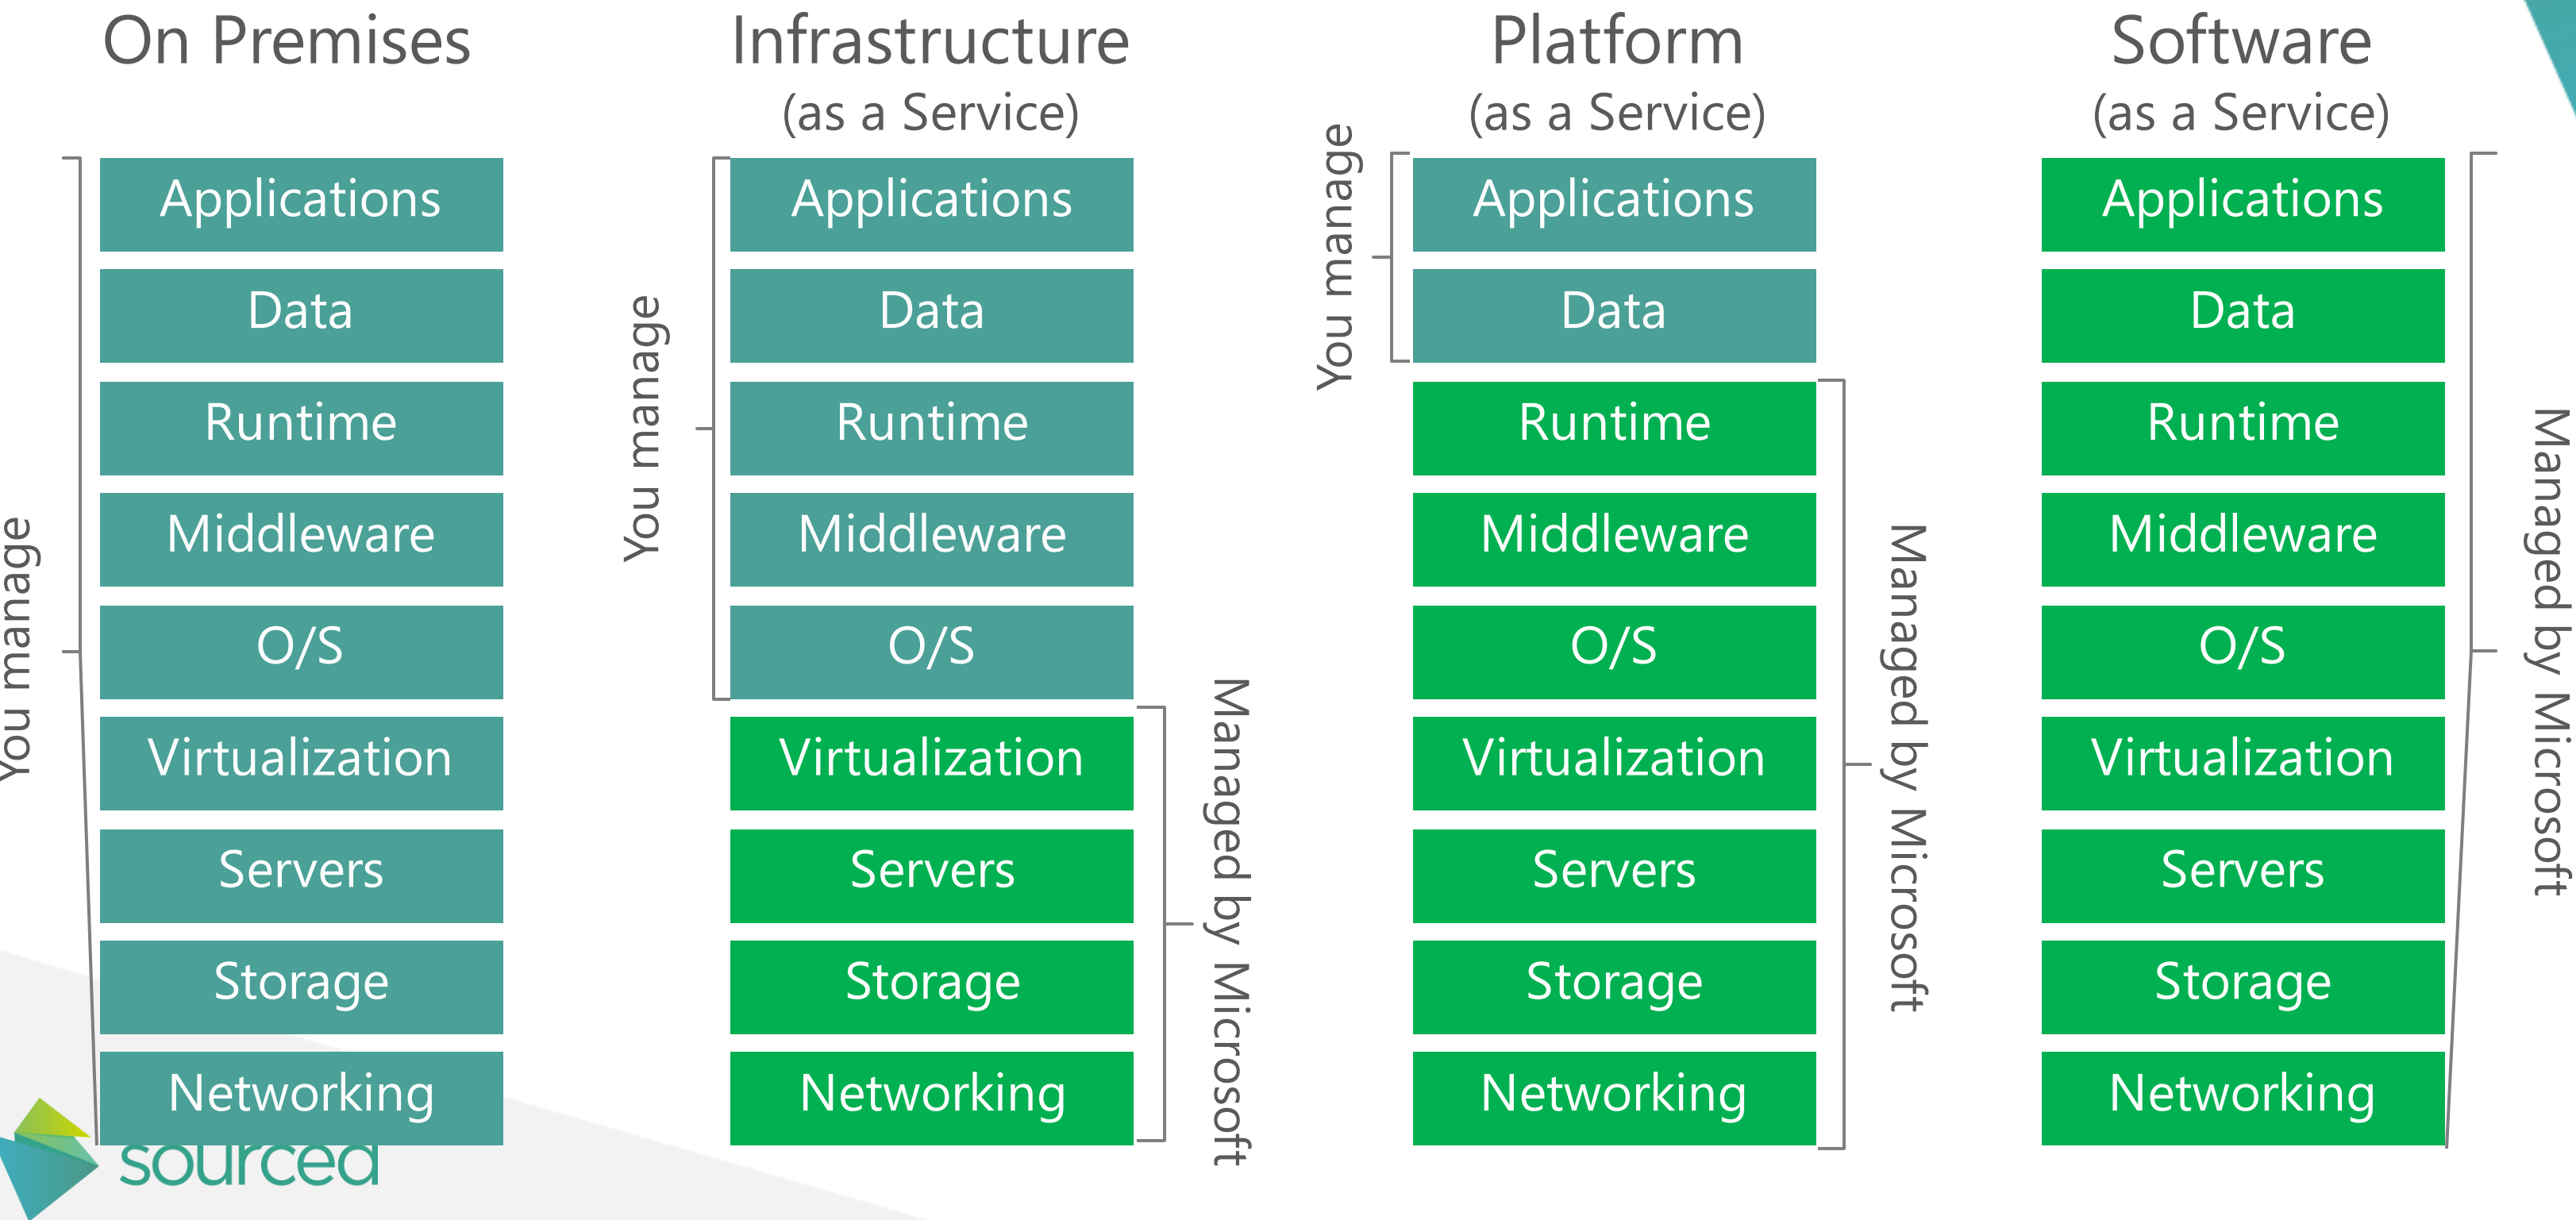 On Premises
You manage
Applications
Data
Runtime
Middleware
O/S
Virtualization
Servers
Storage
Networking
Infrastructure
(as a Service)
You manage
Applications
Data
Runtime
Middleware
O/S
Virtualization
Servers
Storage
Networking
Managed by Microsoft
Platform
(as a Service)
You manage
Applications
Data
Runtime
Middleware
O/S
Virtualization
Servers
Storage
Networking
Managed by Microsoft
Software
(as a Service)
Applications
Data
Runtime
Middleware
O/S
Virtualization
Servers
Storage
Networking
Managed by Microsoft
sourced